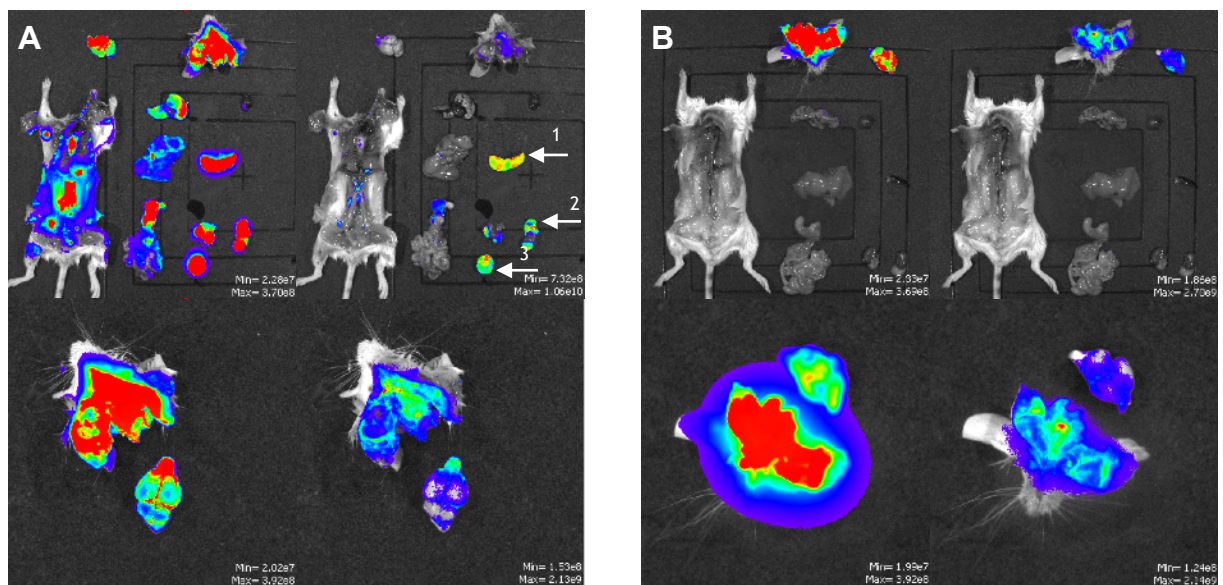 A
1
2
3
Min= 2.28e7
Max= 3.70e8
Min= 7.32e8
Max= 1.06e10
Min= 2.02e7
Max= 3.92e8
Min= 1.53e8
Max= 2.13e9
B
Min= 2.33e7
Max= 3.69e8
Min= 1.86e8
Max= 2.70e9
Min= 1.99e7
Max= 3.92e8
Min= 1.24e8
Max= 2.14e9